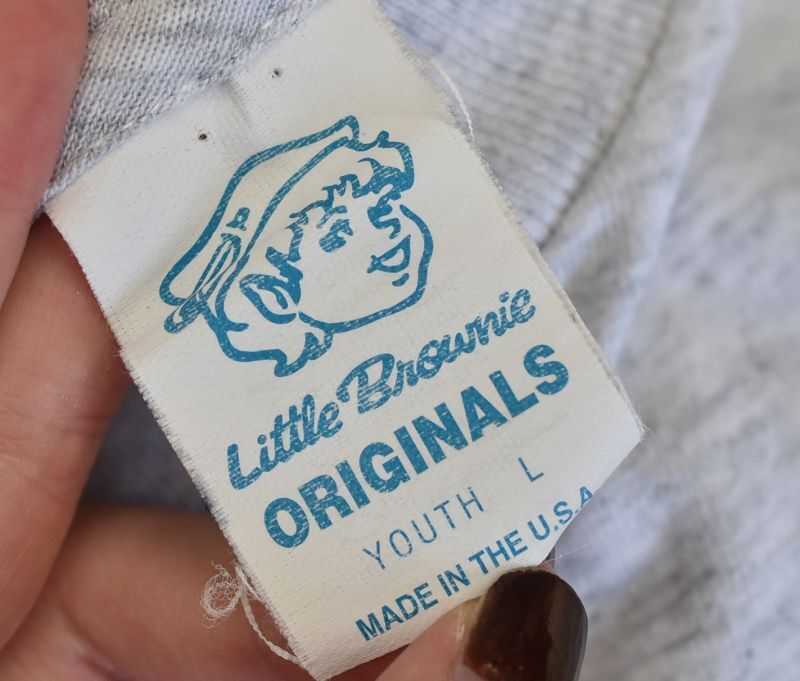 Little Brownie
ORIGINALS
YOUTH L
MADE IN THE U.S.A